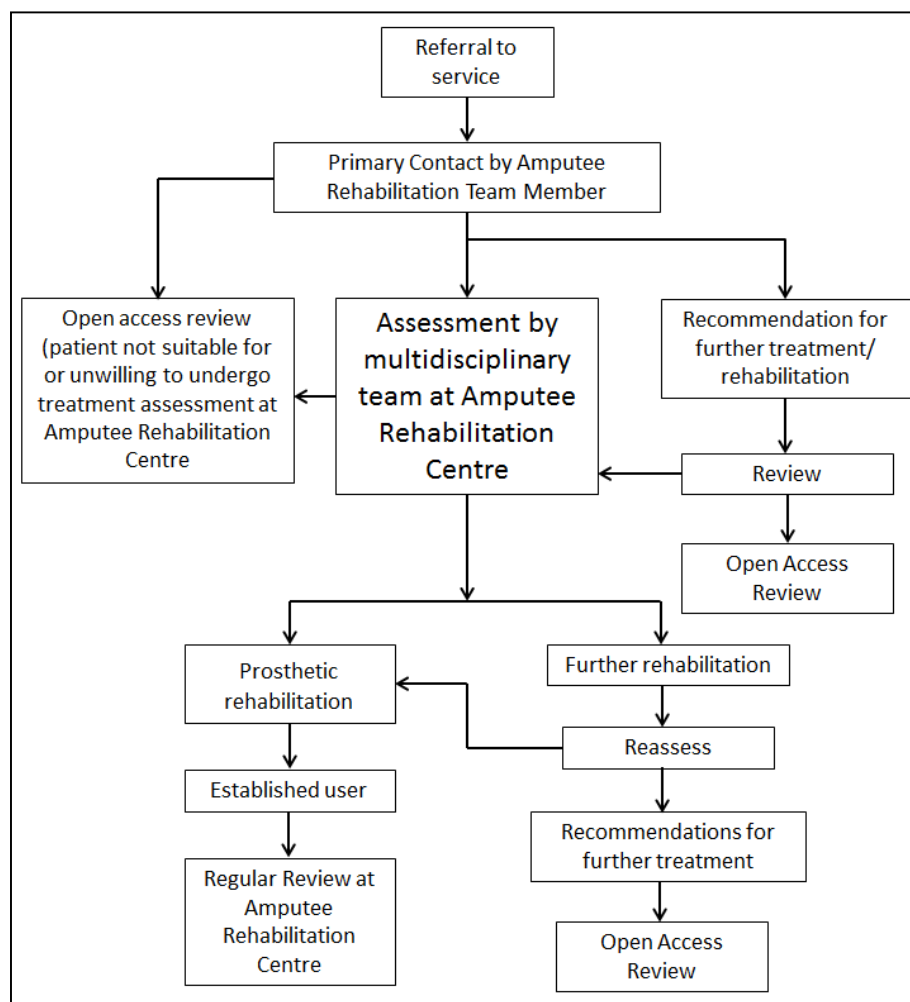 Referral to
service
Primary Contact by Amputee
Rehabilitation Team Member
Open access review
(patient not suitable for
or unwilling to undergo
treatment assessment at
Amputee Rehabilitation
Centre
Assessment by
multidisciplinary
team at Amputee
Rehabilitation
Centre
Recommendation for
further treatment/
rehabilitation
Review
Open Access
Review
Prosthetic
rehabilitation
Further rehabilitation
Reassess
Established user
Recommendations for
further treatment
Regular Review at
Amputee
Rehabilitation
Centre
Open Access
Review